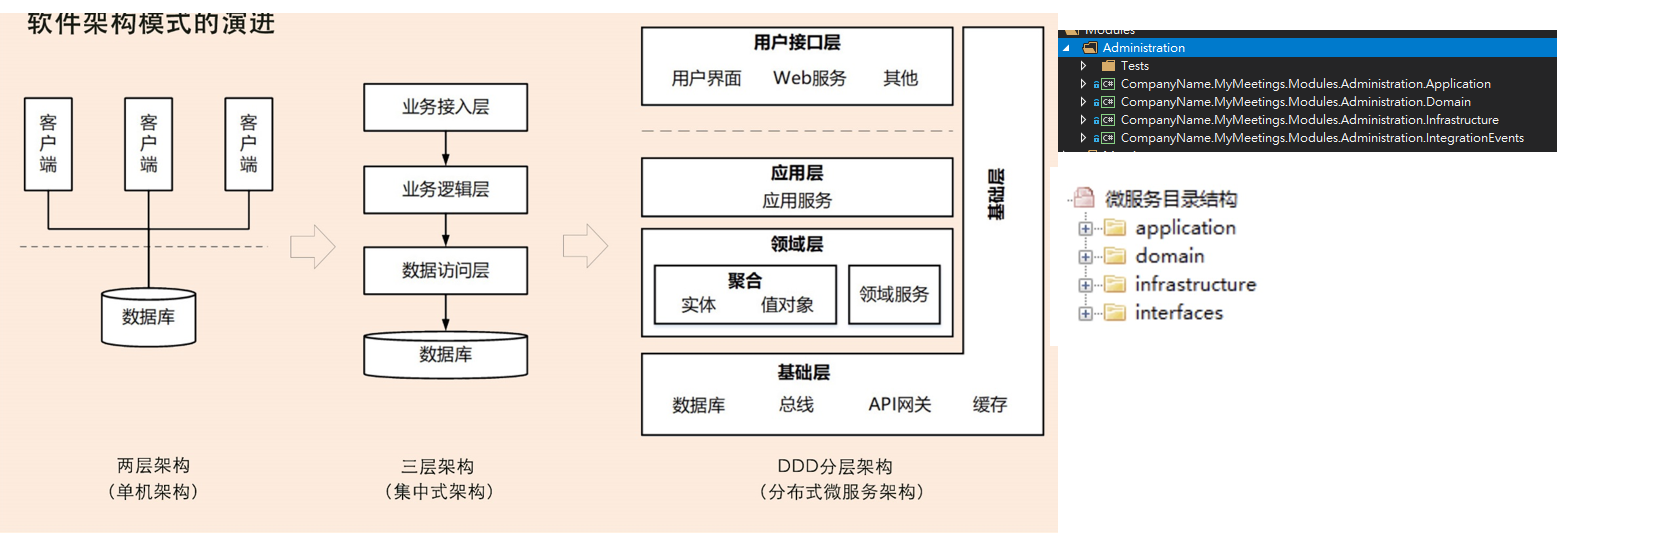 软件架构模式的演进
客户端
客户端
客户端
数据库
两层架构
（单机架构）
业务接入层
业务逻辑层
数据访问层
数据库
三层架构
（集中式架构）
用户接口层
用户界面 Web服务 其他
应用层
应用服务
领域层
聚合
实体 值对象
领域服务
基础层
基础层
数据库 总线 API网关 缓存
DDD分层架构
（分布式微服务架构）
Modules
Administration
Tests
CompanyName.MyMeetings.Modules.Administration.Application
CompanyName.MyMeetings.Modules.Administration.Domain
CompanyName.MyMeetings.Modules.Administration.Infrastructure
CompanyName.MyMeetings.Modules.Administration.IntegrationEvents
微服务目录结构
application
domain
infrastructure
interfaces